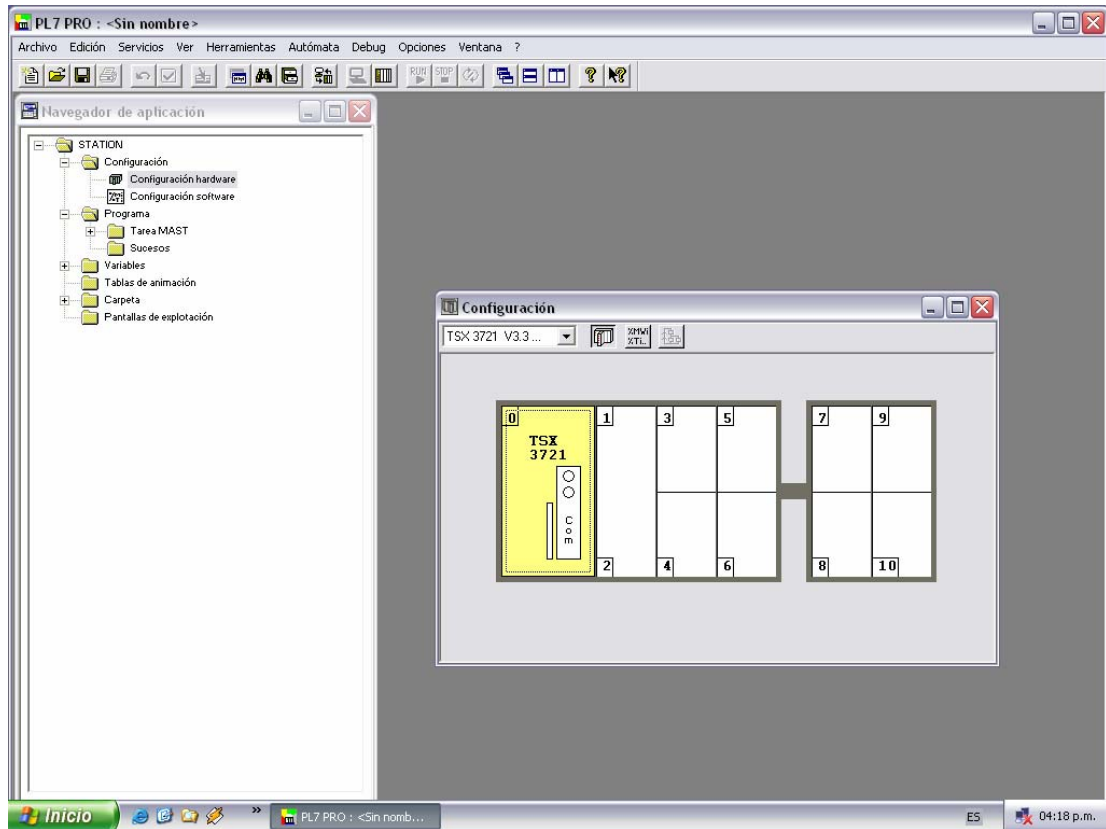 PL7 PRO : <Sin nombre>
Archivo Edición Servicios Ver Herramientas Autómata Debug Opciones Ventana ?
RUN STOP
Navegador de aplicación
STATION
Configuración
Configuración hardware
Configuración software
Programa
Tarea MAST
Sucesos
Variables
Tablas de animación
Carpeta
Pantallas de explotación
Configuración
TSX 3721 V3.3 ...
XMWi
XTi..
0
TSX
3721
Com
1 3 5 7 9
2 4 6 8 10
Inicio
PL7 PRO : <Sin nomb...
ES
04:18 p.m.